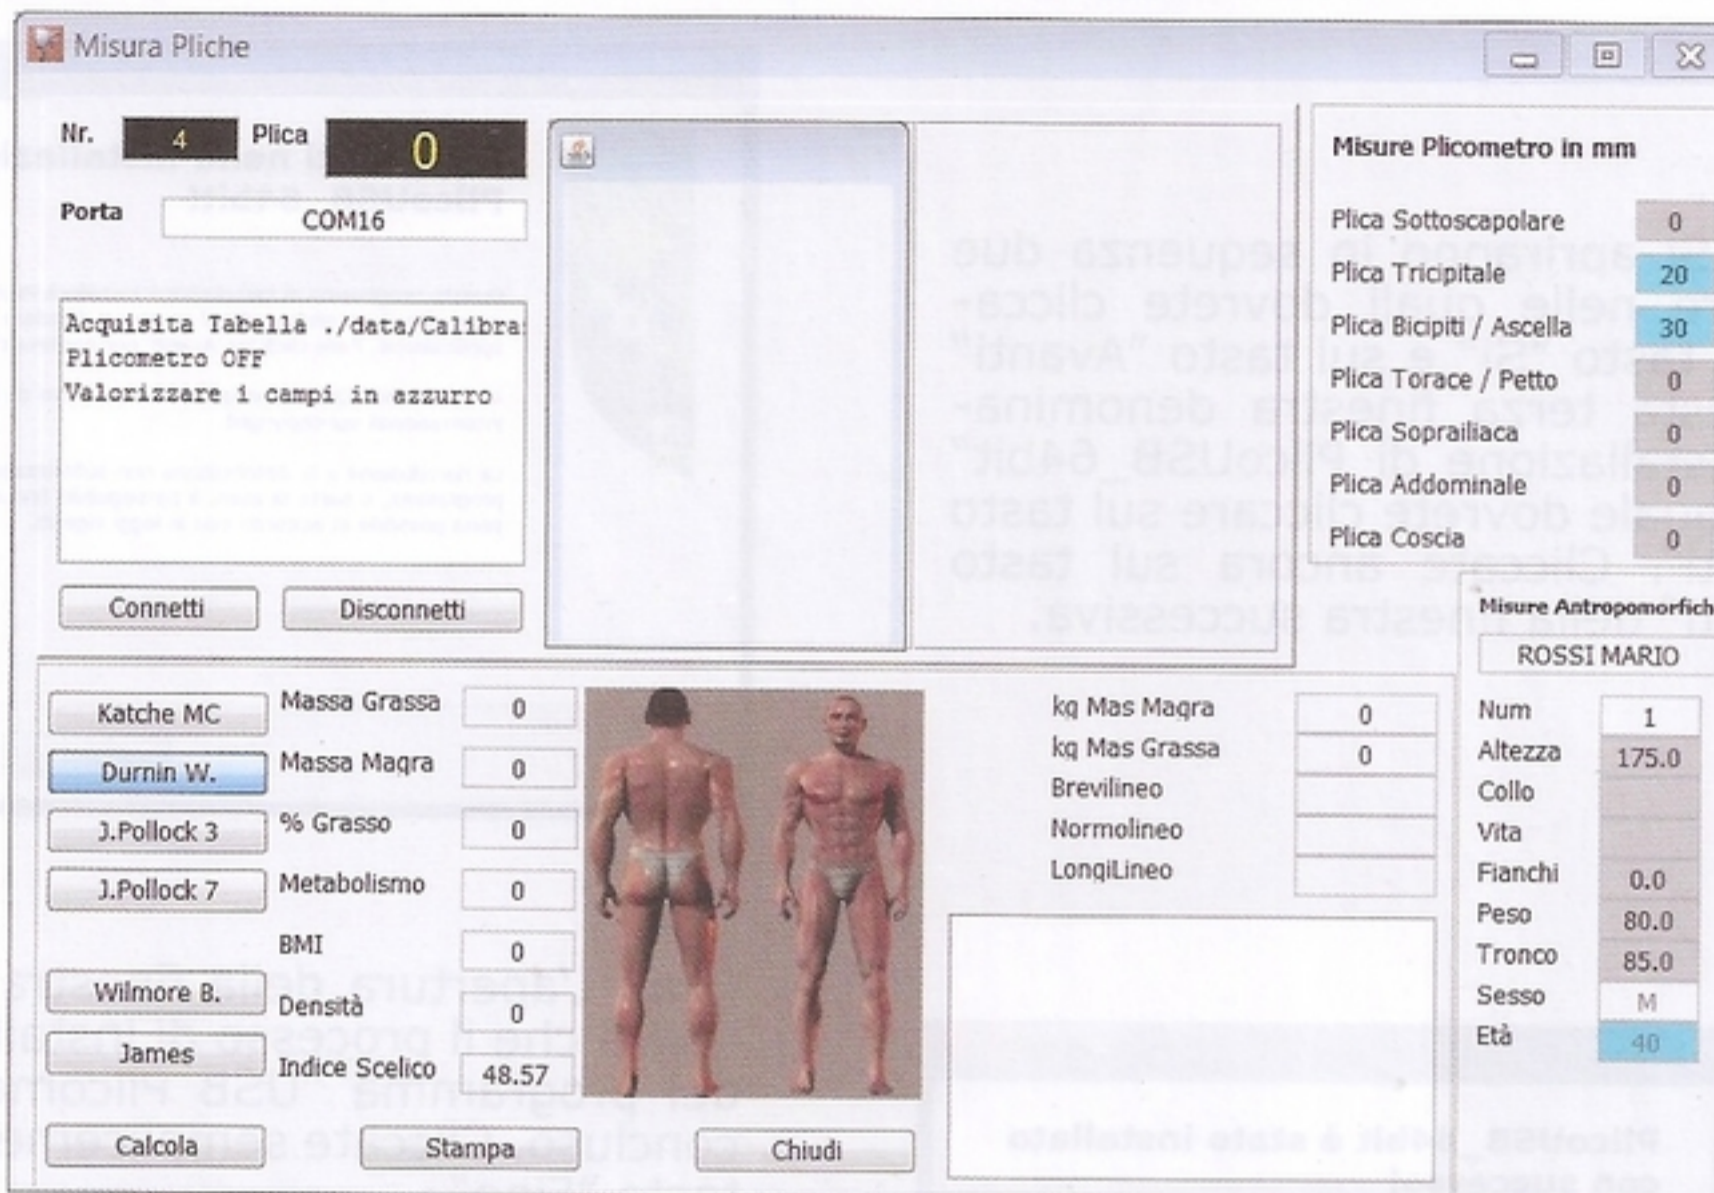 Misura Pliche
Nr. 4 Plica 0
Porta COM16
Acquisita Tabella ./data/Calibra
Plicometro OFF
Valorizzare i campi in azzurro
Connetti Disconnetti
Misure Plicometro in mm
Plica Sottoscapolare 0
Plica Tricipitale 20
Plica Bicipiti / Ascella 30
Plica Torace / Petto 0
Plica Soprailiaca 0
Plica Addominale 0
Plica Coscia 0
Katche MC
Durnin W.
J.Pollock 3
J.Pollock 7
Wilmore B.
James
Massa Grassa 0
Massa Magra 0
% Grasso 0
Metabolismo 0
BMI 0
Densità 0
Indice Scelico 48.57
kg Mas Magra 0
kg Mas Grassa 0
Brevilineo
Normolineo
LongiLineo
Misure Antropomorfich
ROSSI MARIO
Num 1
Altezza 175.0
Collo
Vita
Fianchi 0.0
Peso 80.0
Tronco 85.0
Sesso M
Età 40
Calcola Stampa Chiudi